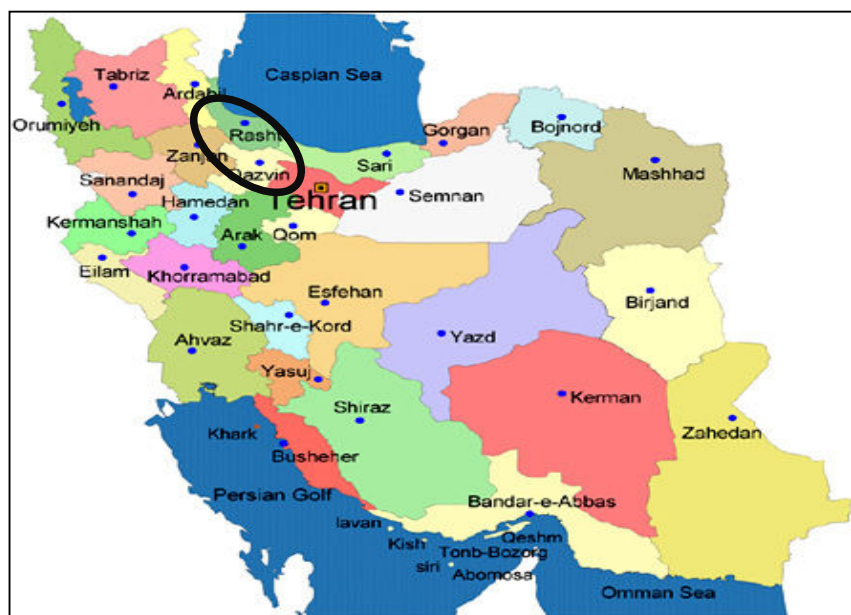 Caspian Sea
Tabriz
Ardabil
Orumiyeh
Rasht
Gorgan
Bojnord
Zanjan
Sari
Mashhad
Qazvin
Sanandaj
Tehran
Semnan
Hamedan
Kermanshah
Arak
Qom
Eilam
Khorramabad
Esfehan
Birjand
Shahr-e-Kord
Ahvaz
Yazd
Yasuj
Kerman
Shiraz
Zahedan
Khark
Busheher
Persian Golf
Bandar-e-Abbas
lavan
Kish
Qeshm
Tonb-Bozorg
siri
Abomosa
Omman Sea